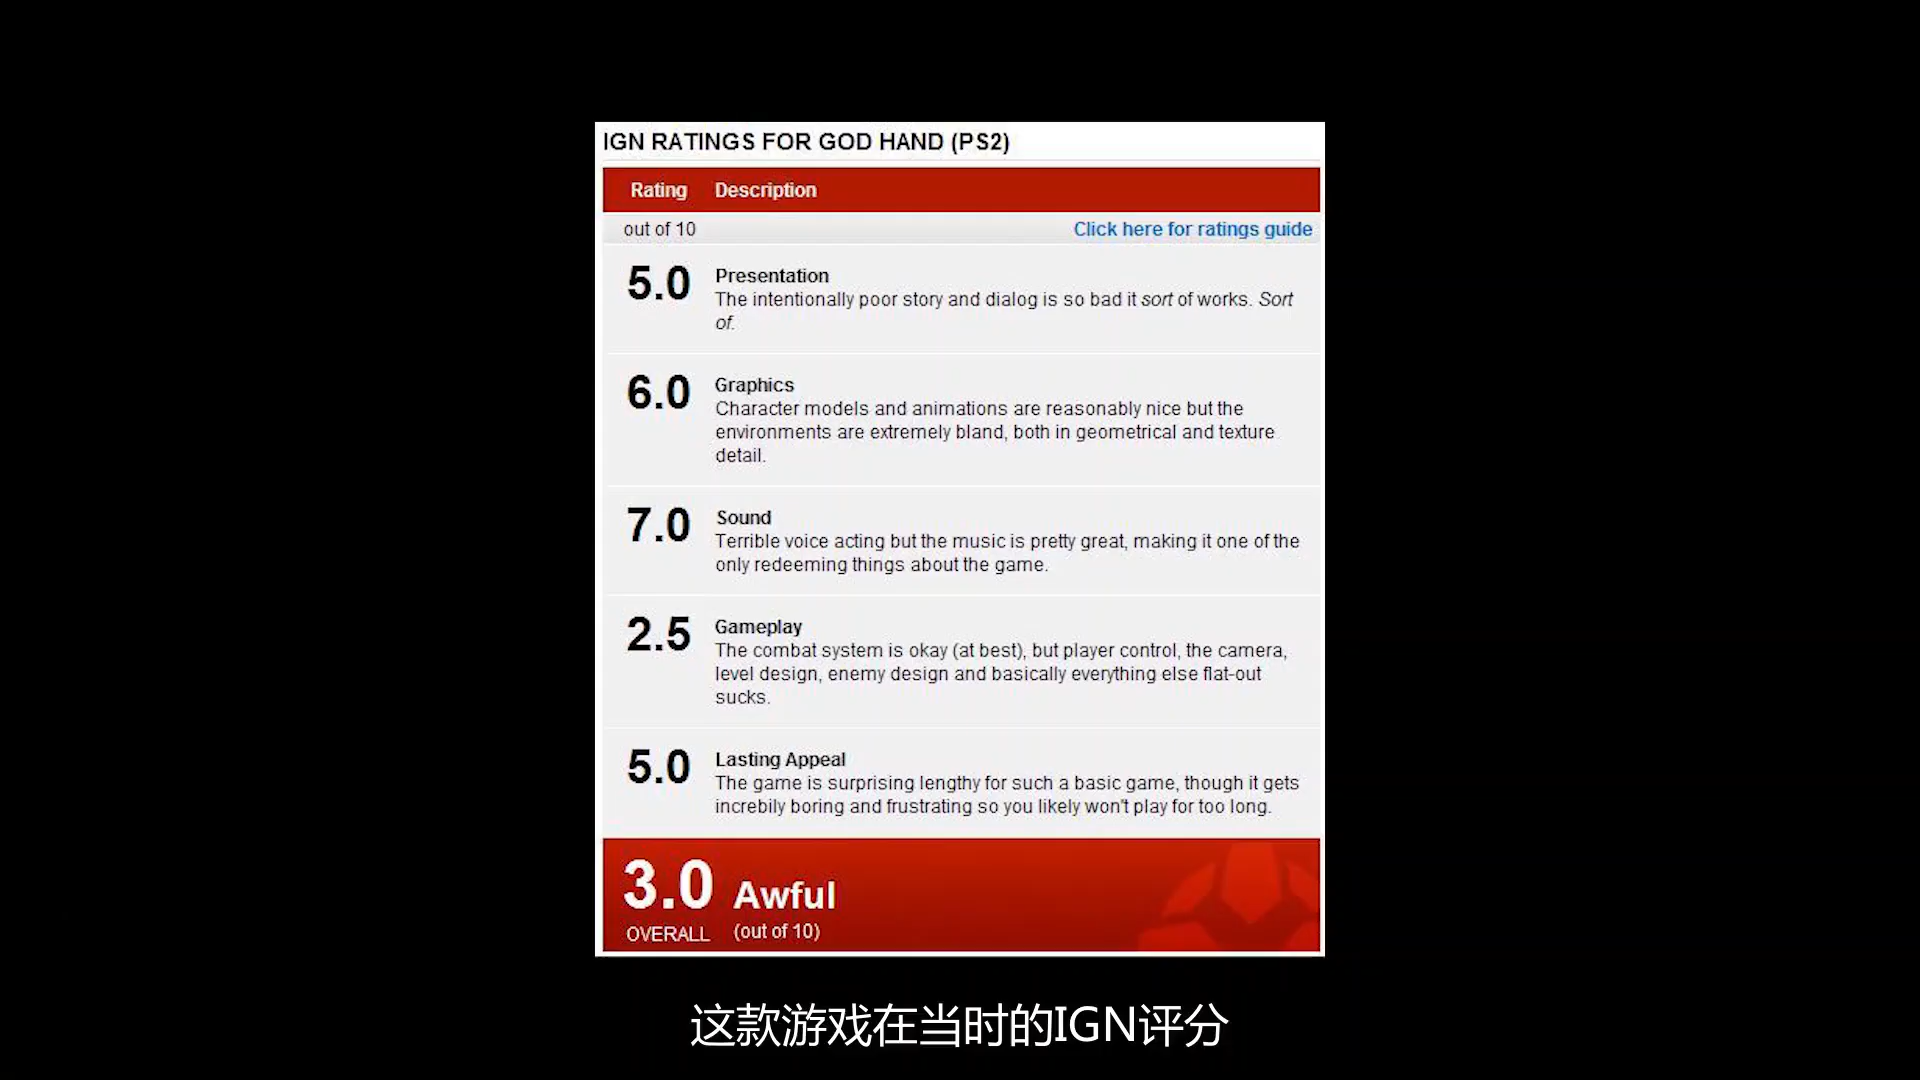 IGN RATINGS FOR GOD HAND (PS2)
Rating Description
out of 10 Click here for ratings guide
5.0 Presentation
The intentionally poor story and dialog is so bad it sort of works. Sort
of.
6.0 Graphics
Character models and animations are reasonably nice but the
environments are extremely bland, both in geometrical and texture
detail.
7.0 Sound
Terrible voice acting but the music is pretty great, making it one of the
only redeeming things about the game.
2.5 Gameplay
The combat system is okay (at best), but player control, the camera,
level design, enemy design and basically everything else flat-out
sucks.
5.0 Lasting Appeal
The game is surprising lengthy for such a basic game, though it gets
increbily boring and frustrating so you likely won't play for too long.
3.0 Awful
OVERALL (out of 10)
这款游戏在当时的IGN评分